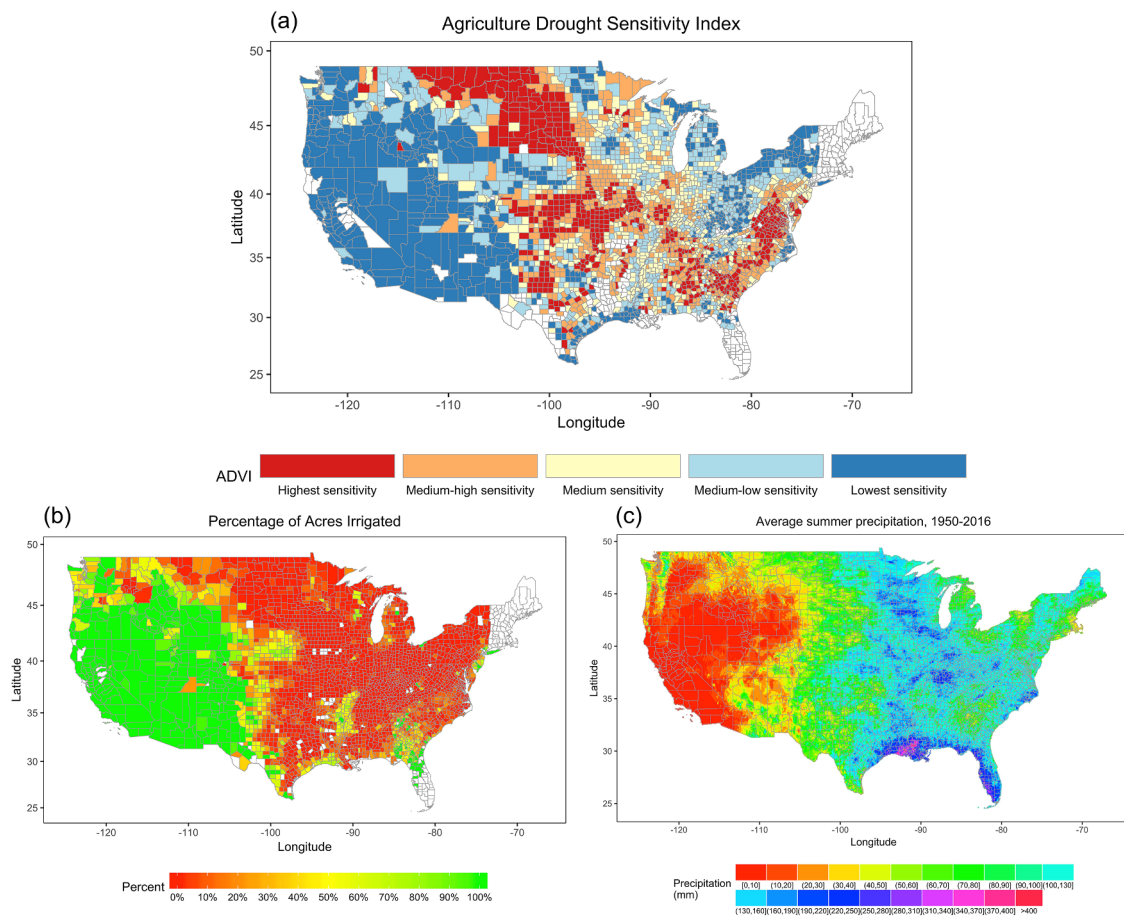 (a)
Agriculture Drought Sensitivity Index
50
45
40
35
30
25
Latitude
-120
-110
-100
-90
-80
-70
Longitude
ADVI
Highest sensitivity
Medium-high sensitivity
Medium sensitivity
Medium-low sensitivity
Lowest sensitivity
(b)
Percentage of Acres Irrigated
50
45
40
35
30
25
Latitude
-120
-110
-100
-90
-80
-70
Longitude
Percent
0% 10% 20% 30% 40% 50% 60% 70% 80% 90% 100%
(c)
Average summer precipitation, 1950-2016
50
45
40
35
30
25
Latitude
-120
-110
-100
-90
-80
-70
Longitude
Precipitation
(mm)
[0,10] (10,20] (20,30] (30,40] (40,50] (50,60] (60,70] (70,80] (80,90] (90,100] (100,130]
(130,160] (160,190] (190,220] (220,250] (250,280] (280,310] (310,340] (340,370] (370,400] >400